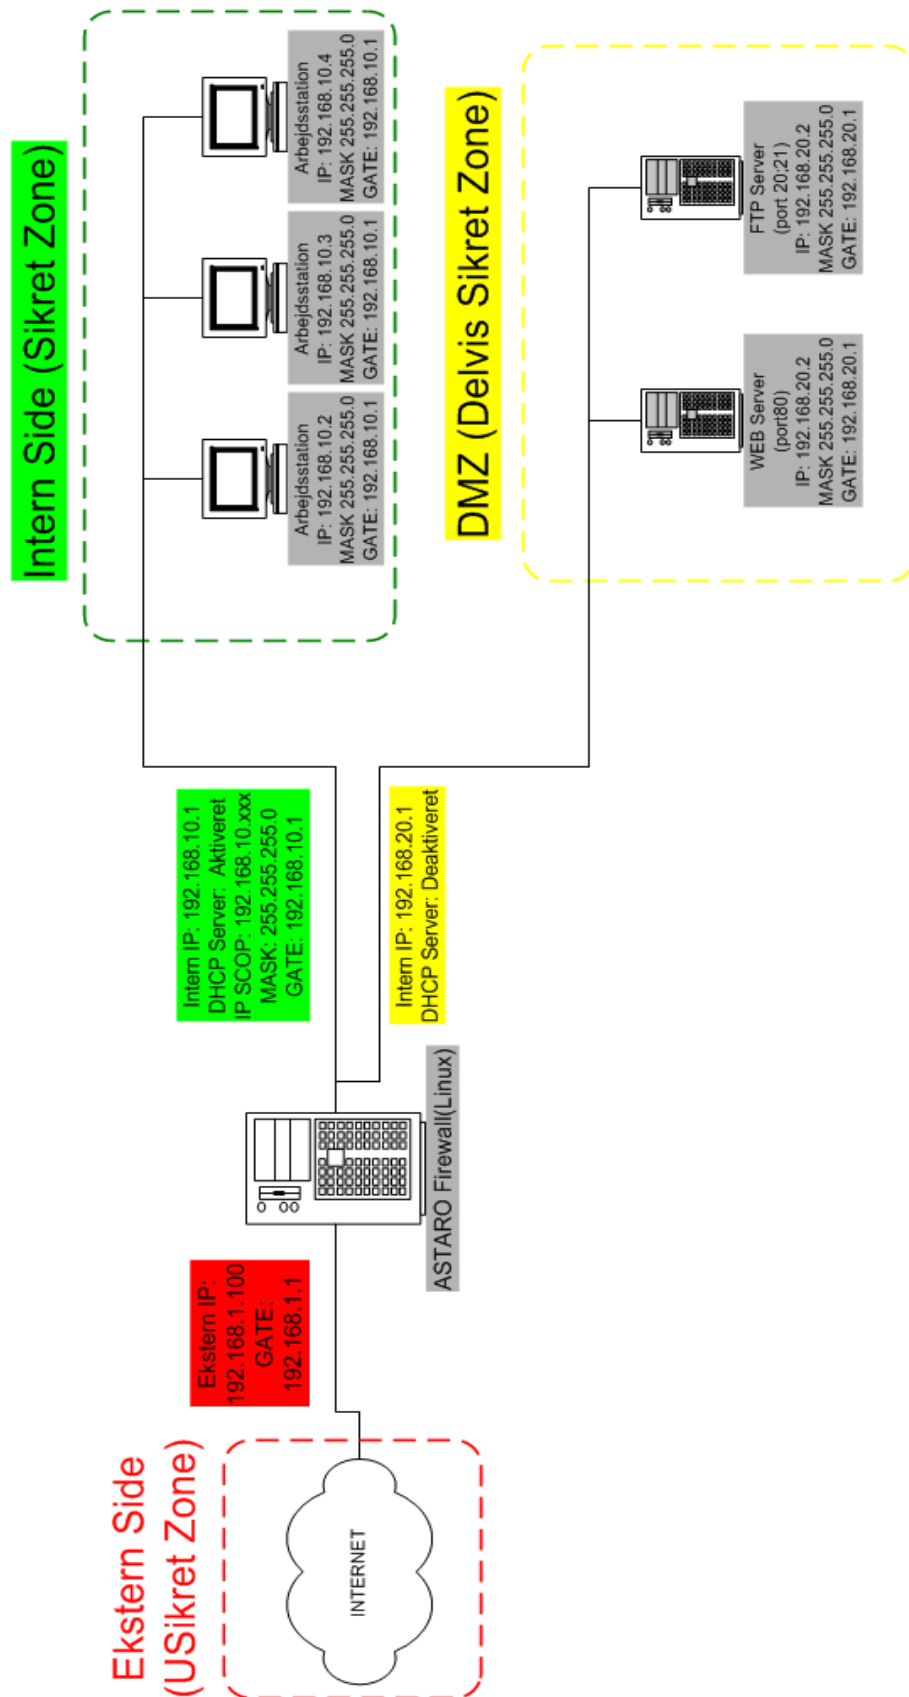 Ekstern Side
(USikret Zone)
INTERNET
Ekstern IP:
192.168.1.100
GATE:
192.168.1.1
ASTARO Firewall(Linux)
Intern IP: 192.168.10.1
DHCP Server: Aktiveret
IP SCOP: 192.168.10.xxx
MASK: 255.255.255.0
GATE: 192.168.10.1
Intern IP: 192.168.20.1
DHCP Server: Deaktiveret
Intern Side (Sikret Zone)
Arbejdsstation
IP: 192.168.10.2
MASK 255.255.255.0
GATE: 192.168.10.1
Arbejdsstation
IP: 192.168.10.3
MASK 255.255.255.0
GATE: 192.168.10.1
Arbejdsstation
IP: 192.168.10.4
MASK 255.255.255.0
GATE: 192.168.10.1
DMZ (Delvis Sikret Zone)
WEB Server
(port80)
IP: 192.168.20.2
MASK 255.255.255.0
GATE: 192.168.20.1
FTP Server
(port 20;21)
IP: 192.168.20.2
MASK 255.255.255.0
GATE: 192.168.20.1